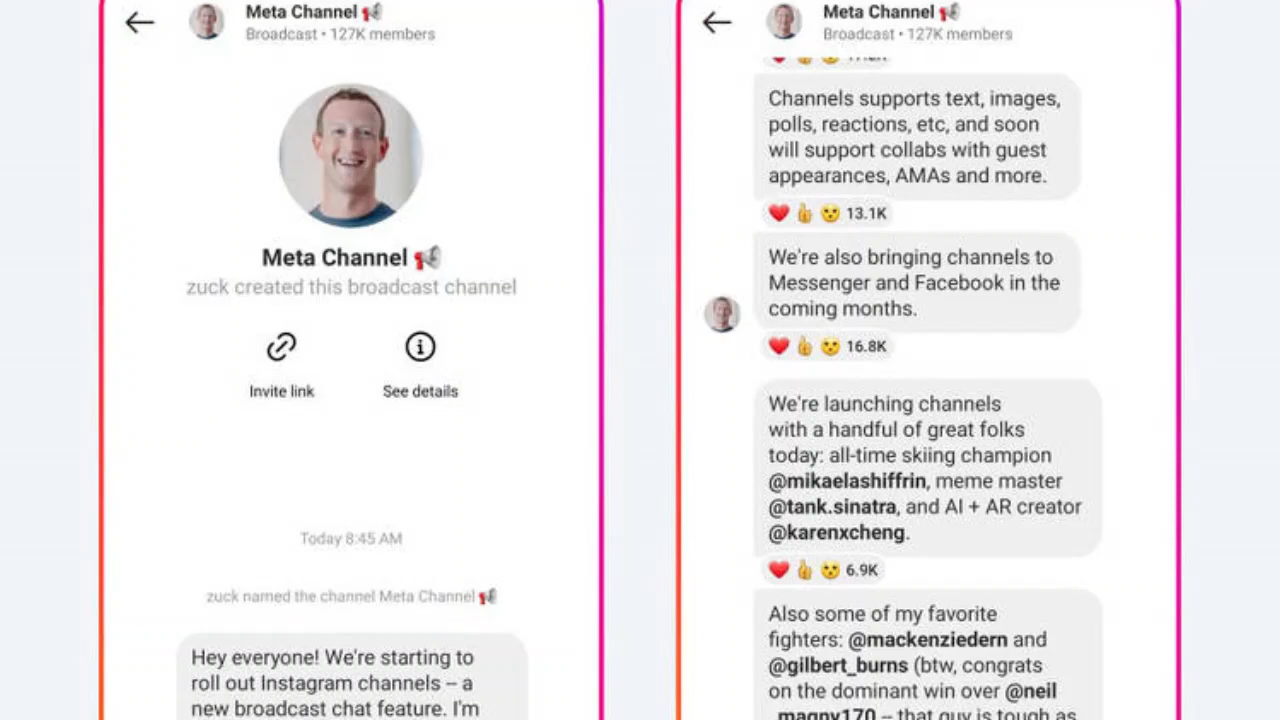 Meta Channel
Broadcast • 127K members
Meta Channel
zuck created this broadcast channel
Invite link
See details
Today 8:45 AM
zuck named the channel Meta Channel
Hey everyone! We're starting to
roll out Instagram channels – a
new broadcast chat feature. I'm
Meta Channel
Broadcast • 127K members
Channels supports text, images,
polls, reactions, etc, and soon
will support collabs with guest
appearances, AMAs and more.
13.1K
We're also bringing channels to
Messenger and Facebook in the
coming months.
16.8K
We're launching channels
with a handful of great folks
today: all-time skiing champion
@mikaelashiffrin, meme master
@tank.sinatra, and AI + AR creator
@karenxcheng.
6.9K
Also some of my favorite
fighters: @mackenziedern and
@gilbert_burns (btw, congrats
on the dominant win over @neil
_magny170 – that guy is tough as